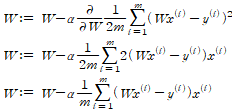 W := W − α ∂/∂W 1/2m ∑_{i=1}^{m} (Wx^{(i)} − y^{(i)})^2
W := W − α 1/2m ∑_{i=1}^{m} 2(Wx^{(i)} − y^{(i)})x^{(i)}
W := W − α 1/m ∑_{i=1}^{m} (Wx^{(i)} − y^{(i)})x^{(i)}